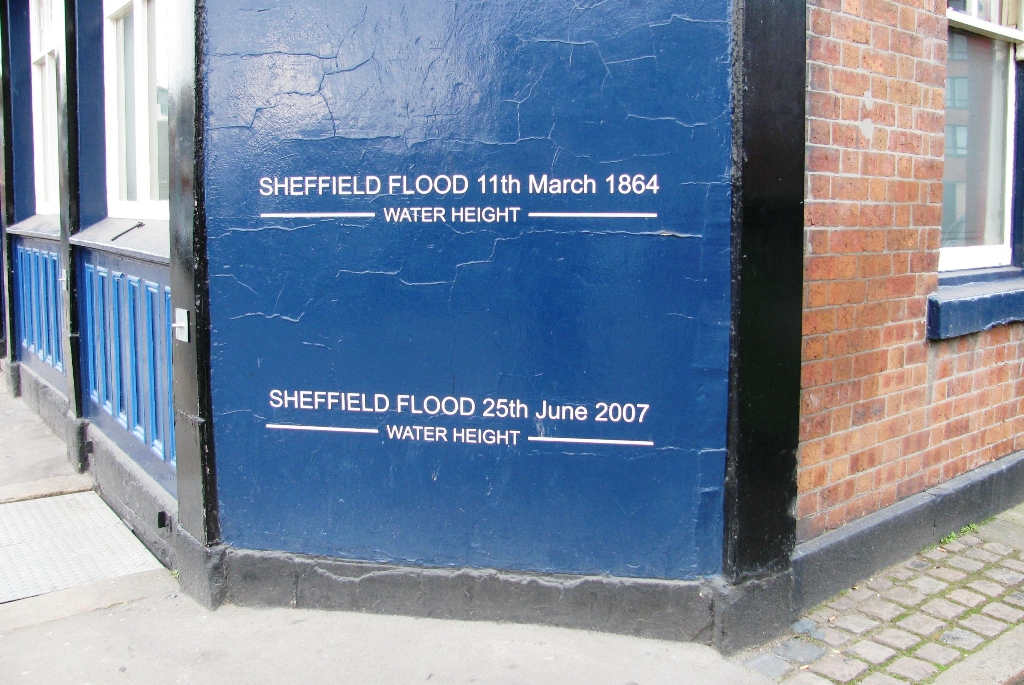 SHEFFIELD FLOOD 11th March 1864
WATER HEIGHT
SHEFFIELD FLOOD 25th June 2007
WATER HEIGHT